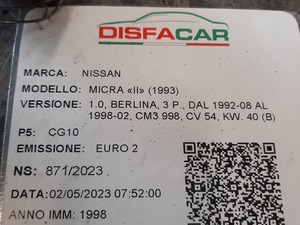 DISFACAR
MARCA: NISSAN
MODELLO: MICRA «II» (1993)
VERSIONE: 1.0, BERLINA, 3 P., DAL 1992-08 AL
1998-02, CM3 998, CV 54, KW. 40 (B)
P5: CG10
EMISSIONE: EURO 2
NS: 871/2023
DATA:02/05/2023 07:52:00
ANNO IMM: 1998